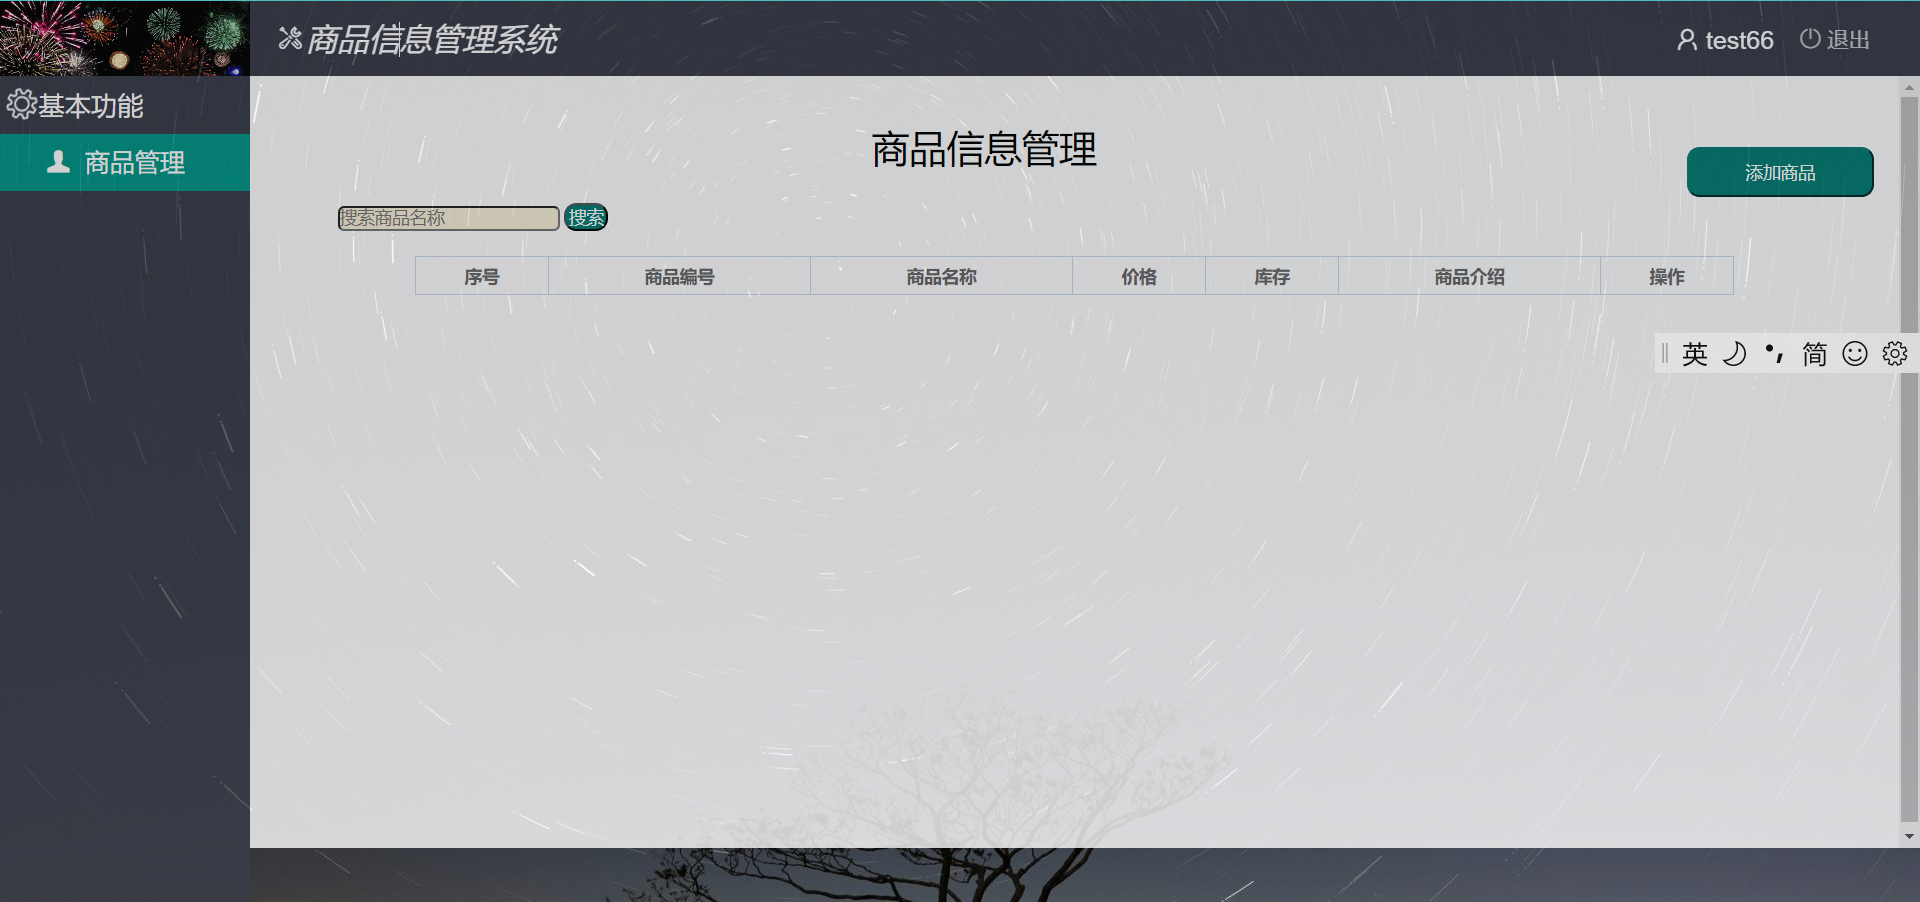 商品信息管理系统
test66 退出
基本功能
商品管理
商品信息管理
添加商品
搜索商品名称 搜索
序号 商品编号 商品名称 价格 库存 商品介绍 操作
英 简